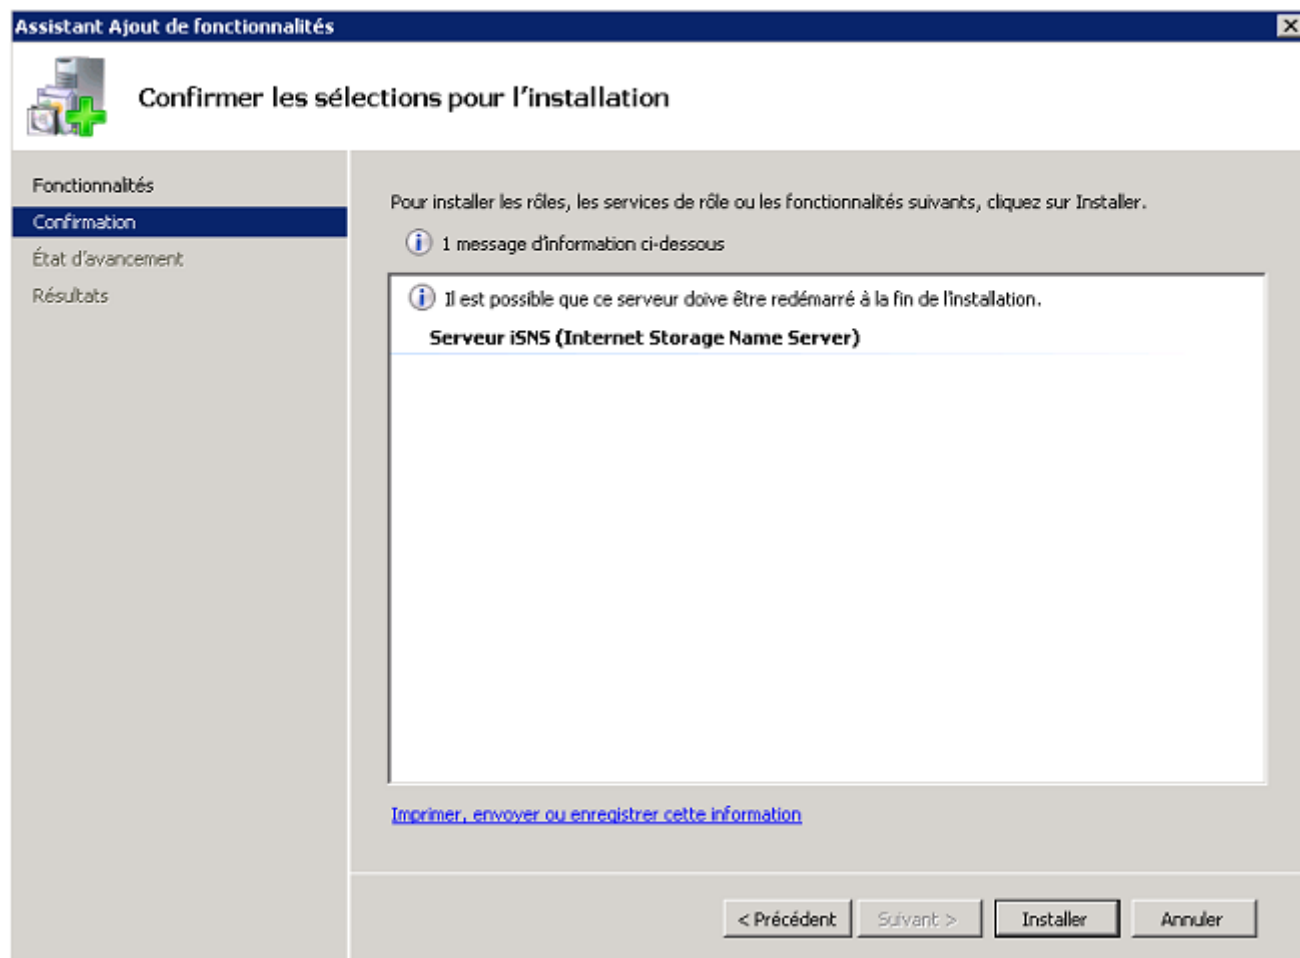 Assistant Ajout de fonctionnalités
Confirmer les sélections pour l'installation
Fonctionnalités
Confirmation
État d'avancement
Résultats
Pour installer les rôles, les services de rôle ou les fonctionnalités suivants, cliquez sur Installer.
1 message d'information ci-dessous
Il est possible que ce serveur doive être redémarré à la fin de l'installation.
Serveur iSNS (Internet Storage Name Server)
Imprimer, envoyer ou enregistrer cette information
< Précédent
Suivant >
Installer
Annuler